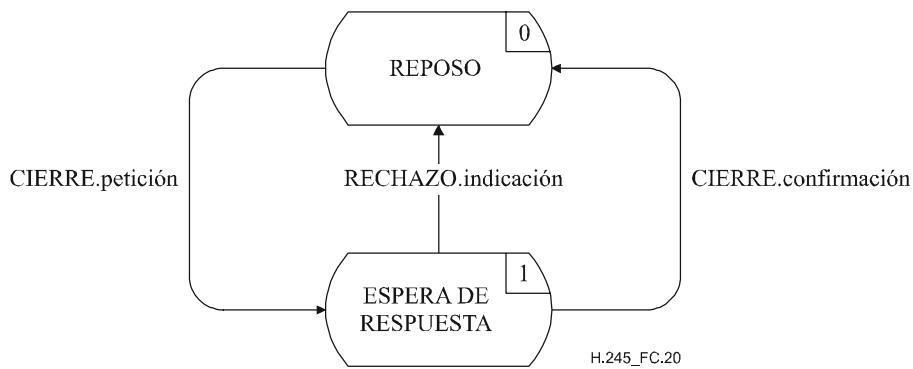 0
REPOSO
CIERRE.petición
RECHAZO.indicación
CIERRE.confirmación
1
ESPERA DE
RESPUESTA
H.245_FC.20